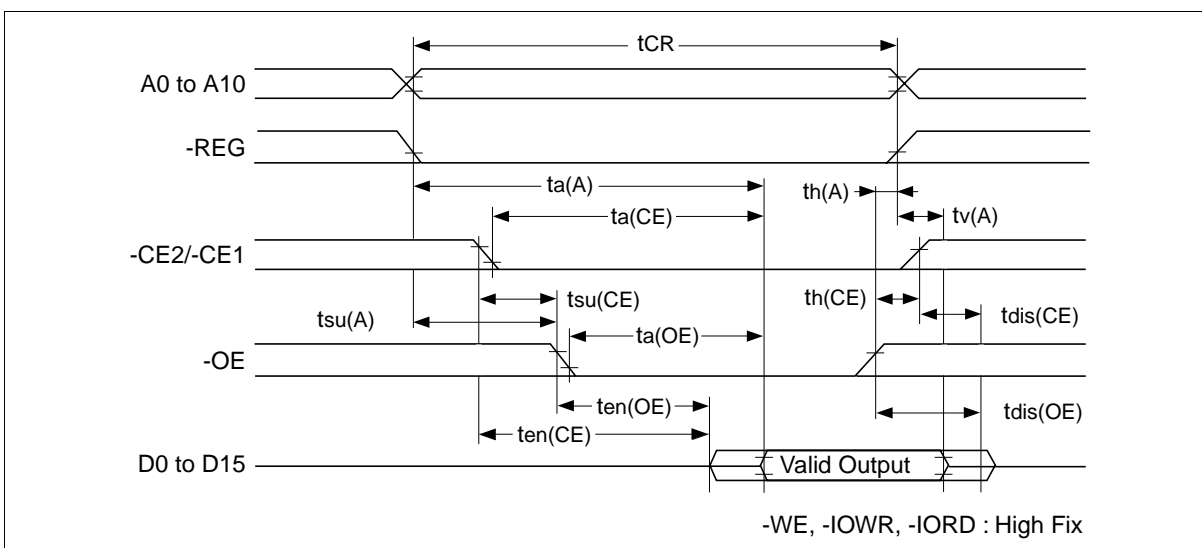 tCR
A0 to A10
-REG
ta(A)
th(A)
ta(CE)
tv(A)
-CE2/-CE1
tsu(CE)
th(CE)
tsu(A)
tdis(CE)
ta(OE)
-OE
ten(OE)
tdis(OE)
ten(CE)
D0 to D15
Valid Output
-WE, -IOWR, -IORD : High Fix